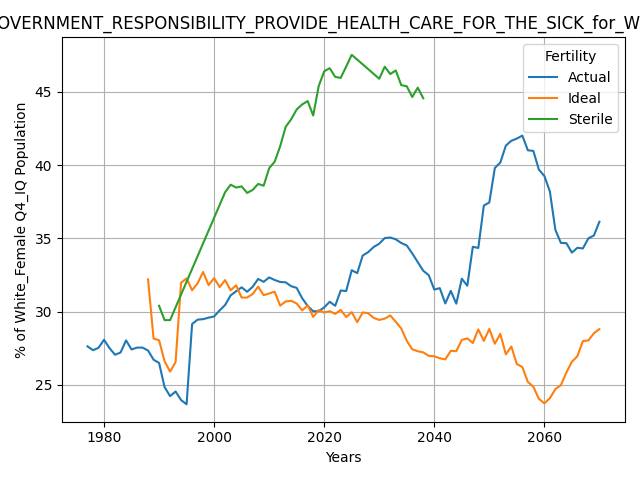 OVERNMENT_RESPONSIBILITY_PROVIDE_HEALTH_CARE_FOR_THE_SICK_for_W
Fertility
Actual
Ideal
Sterile
% of White_Female Q4_IQ Population
45
40
35
30
25
1980 2000 2020 2040 2060
Years